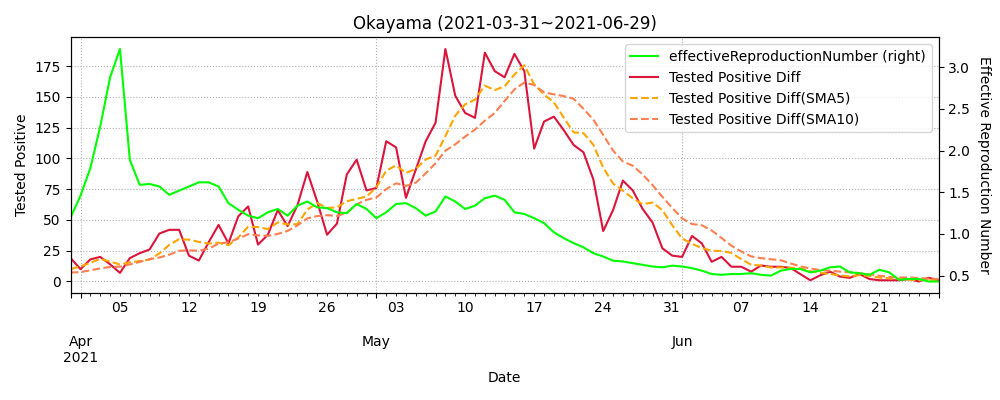 Okayama (2021-03-31~2021-06-29)
effectiveReproductionNumber (right)
Tested Positive Diff
Tested Positive Diff(SMA5)
Tested Positive Diff(SMA10)
Tested Positive
175
150
125
100
75
50
25
0
3.0
2.5
2.0
1.5
1.0
0.5
Effective Reproduction Number
05 12 19 26 03 10 17 24 31 07 14 21
Apr May Jun
2021
Date